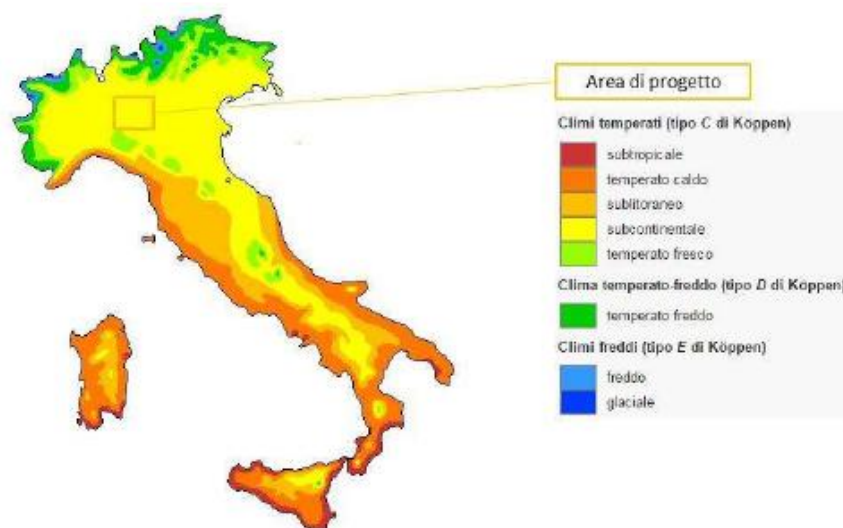 Area di progetto
Climi temperati (tipo C di Köppen)
subtropicale
temperato caldo
sublitoraneo
subcontinentale
temperato fresco
Clima temperato-freddo (tipo D di Köppen)
temperato freddo
Climi freddi (tipo E di Köppen)
freddo
glaciale